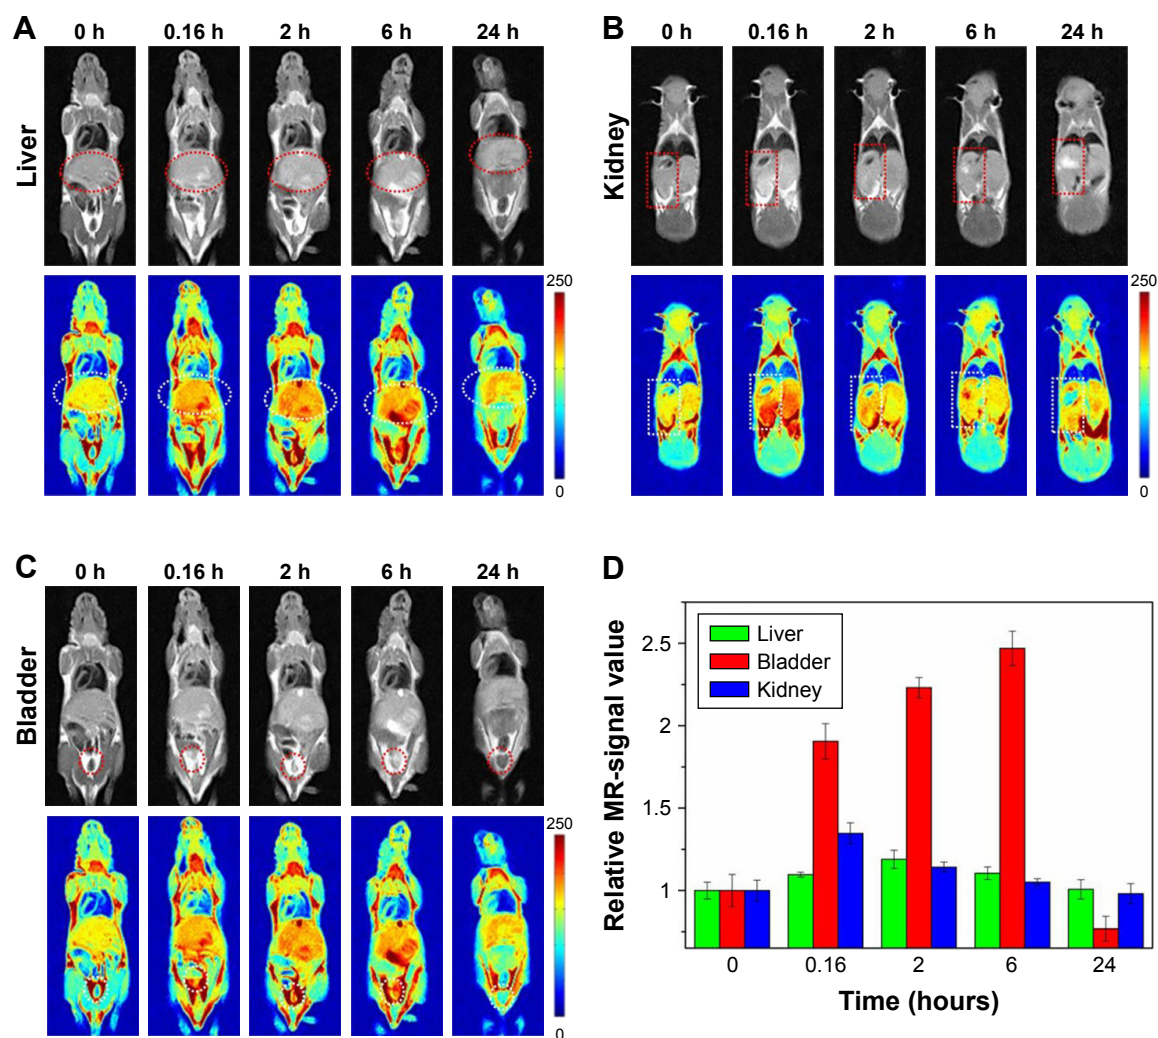 A
0 h 0.16 h 2 h 6 h 24 h
Liver
250
0
B
0 h 0.16 h 2 h 6 h 24 h
Kidney
250
0
C
0 h 0.16 h 2 h 6 h 24 h
Bladder
250
0
D
Liver
Bladder
Kidney
Relative MR-signal value
2.5
2
1.5
1
0 0.16 2 6 24
Time (hours)